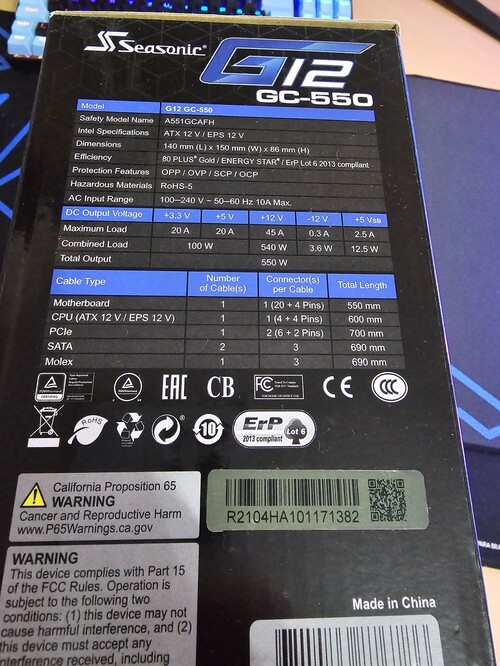 Seasonic
G12
GC-550
Model G12 GC-550
Safety Model Name A551GCAFH
Intel Specifications ATX 12 V / EPS 12 V
Dimensions 140 mm (L) x 150 mm (W) x 86 mm (H)
Efficiency 80 PLUS® Gold / ENERGY STAR® / ErP Lot 6 2013 compliant
Protection Features OPP / OVP / SCP / OCP
Hazardous Materials RoHS-5
AC Input Range 100–240 V ~ 50–60 Hz 10A Max.
DC Output Voltage +3.3 V +5 V +12 V -12 V +5 VSB
Maximum Load 20 A 20 A 45 A 0.3 A 2.5 A
Combined Load 100 W 540 W 3.6 W 12.5 W
Total Output 550 W
Cable Type Number of Cable(s) Connector(s) per Cable Total Length
Motherboard 1 1 (20 + 4 Pins) 550 mm
CPU (ATX 12 V / EPS 12 V) 1 1 (4 + 4 Pins) 600 mm
PCIe 1 2 (6 + 2 Pins) 700 mm
SATA 2 3 690 mm
Molex 1 3 690 mm
EAC CB FC CE CCC
RoHS 10 ErP Lot 6
2013 compliant
California Proposition 65
WARNING
Cancer and Reproductive Harm
www.P65Warnings.ca.gov
R2104HA101171382
WARNING
This device complies with Part 15
of the FCC Rules. Operation is
subject to the following two
conditions: (1) this device may not
cause harmful interference, and (2)
this device must accept any
interference received, including
Made in China